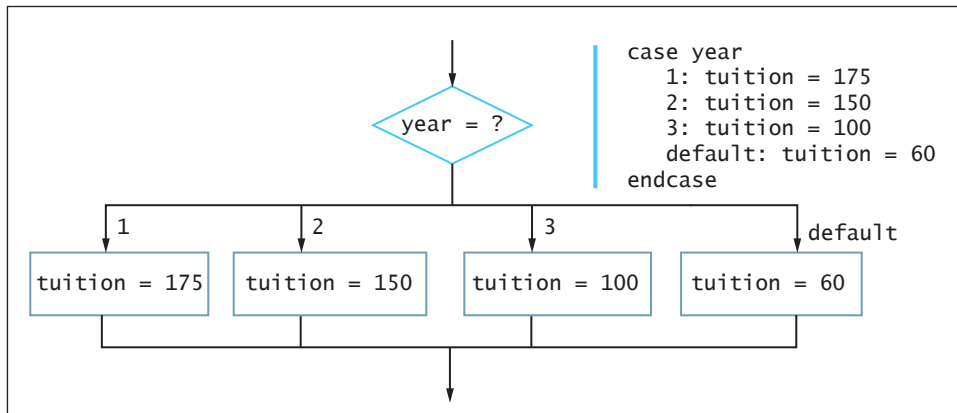 year = ?
case year
1: tuition = 175
2: tuition = 150
3: tuition = 100
default: tuition = 60
endcase
1
2
3
default
tuition = 175
tuition = 150
tuition = 100
tuition = 60